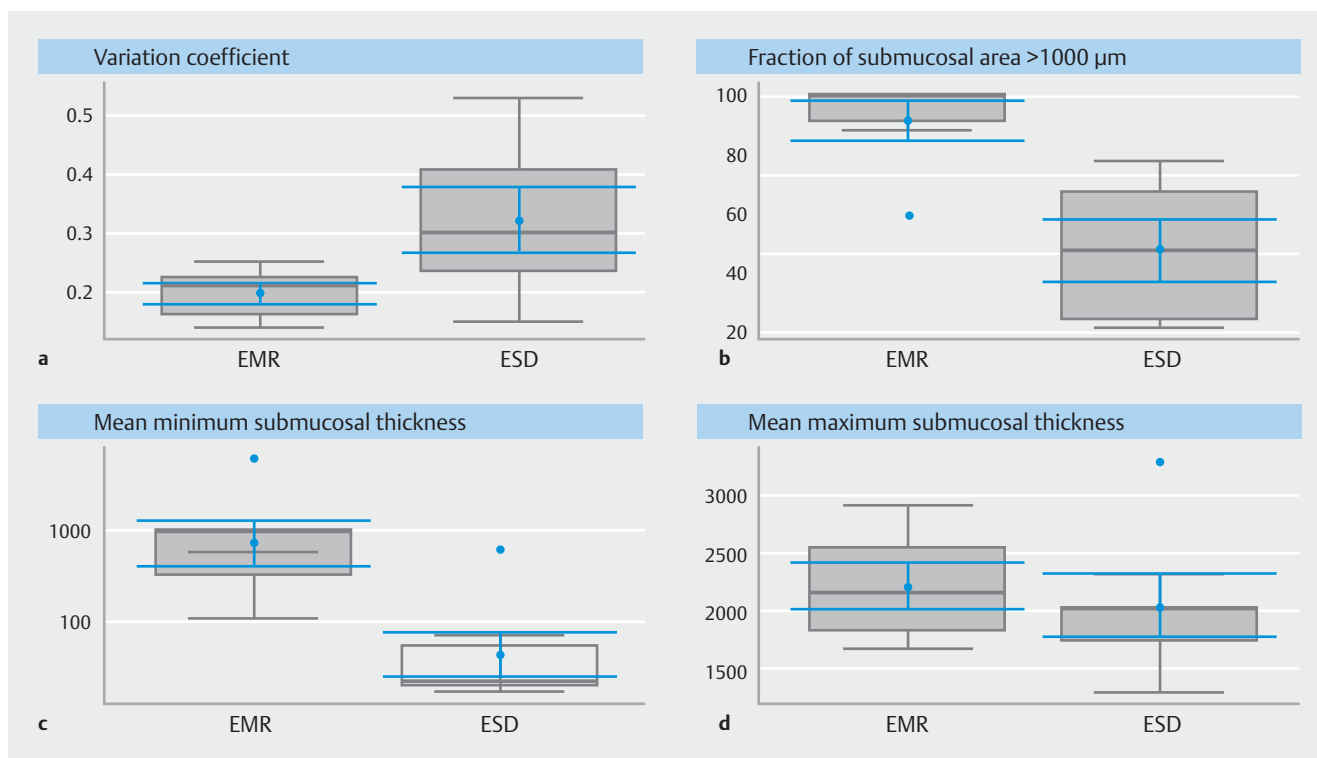 Variation coefficient
0.5
0.4
0.3
0.2
a
EMR
ESD
Fraction of submucosal area >1000 µm
100
80
60
40
20
b
EMR
ESD
Mean minimum submucosal thickness
1000
100
c
EMR
ESD
Mean maximum submucosal thickness
3000
2500
2000
1500
d
EMR
ESD